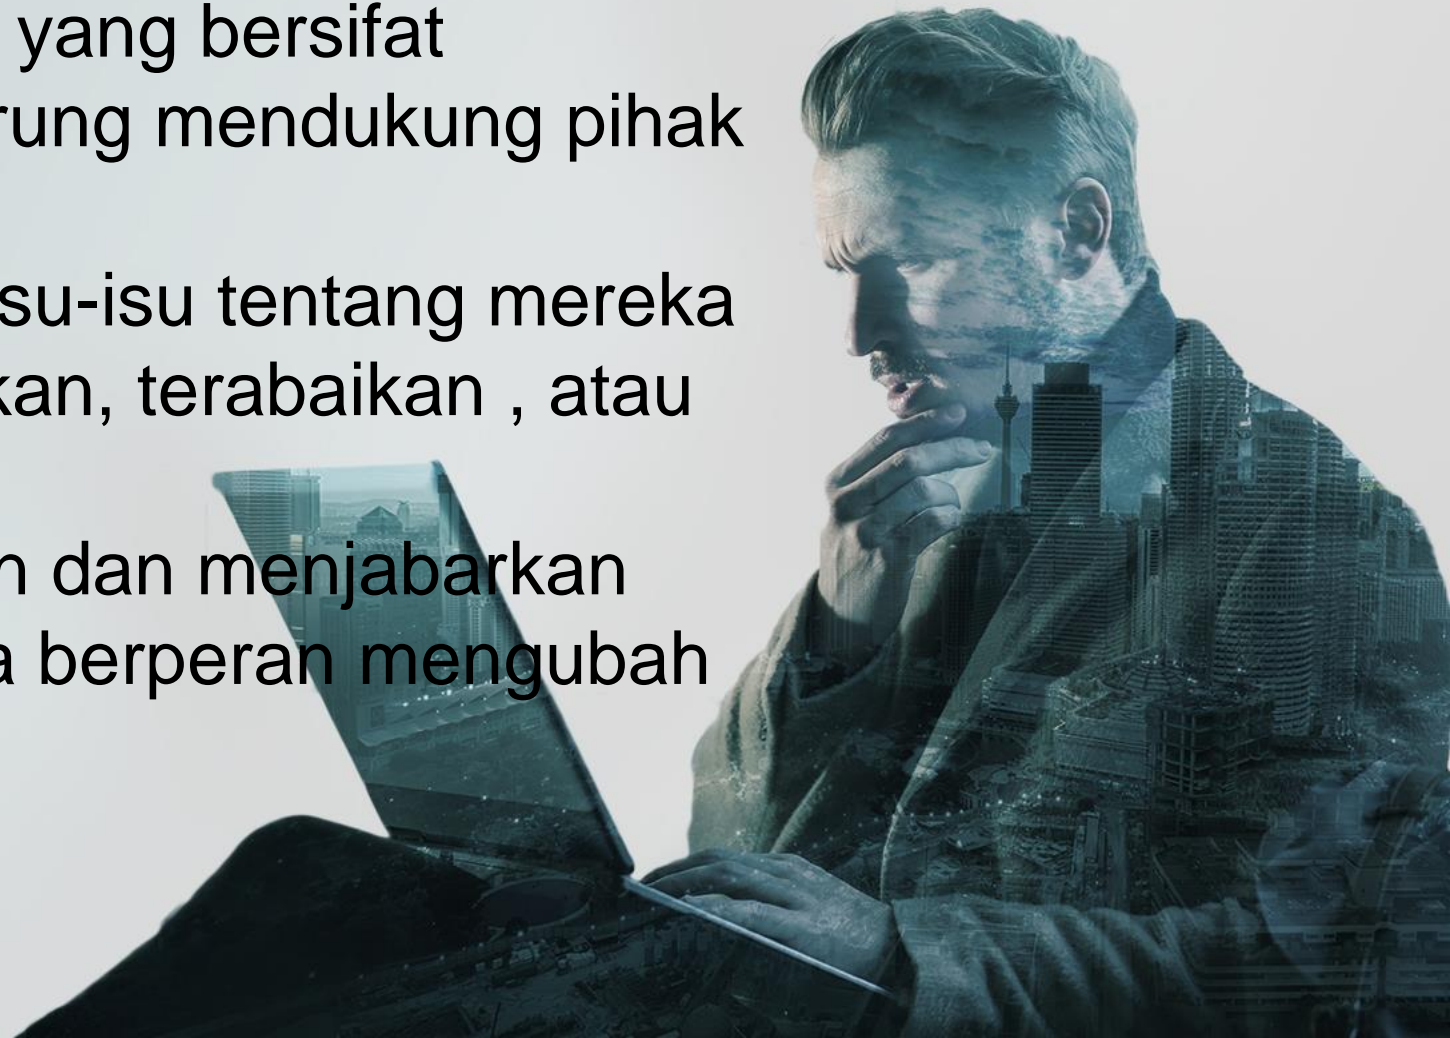 yang bersifat
rung mendukung pihak
su-isu tentang mereka
kan, terabaikan , atau
n dan menjabarkan
a berperan mengubah